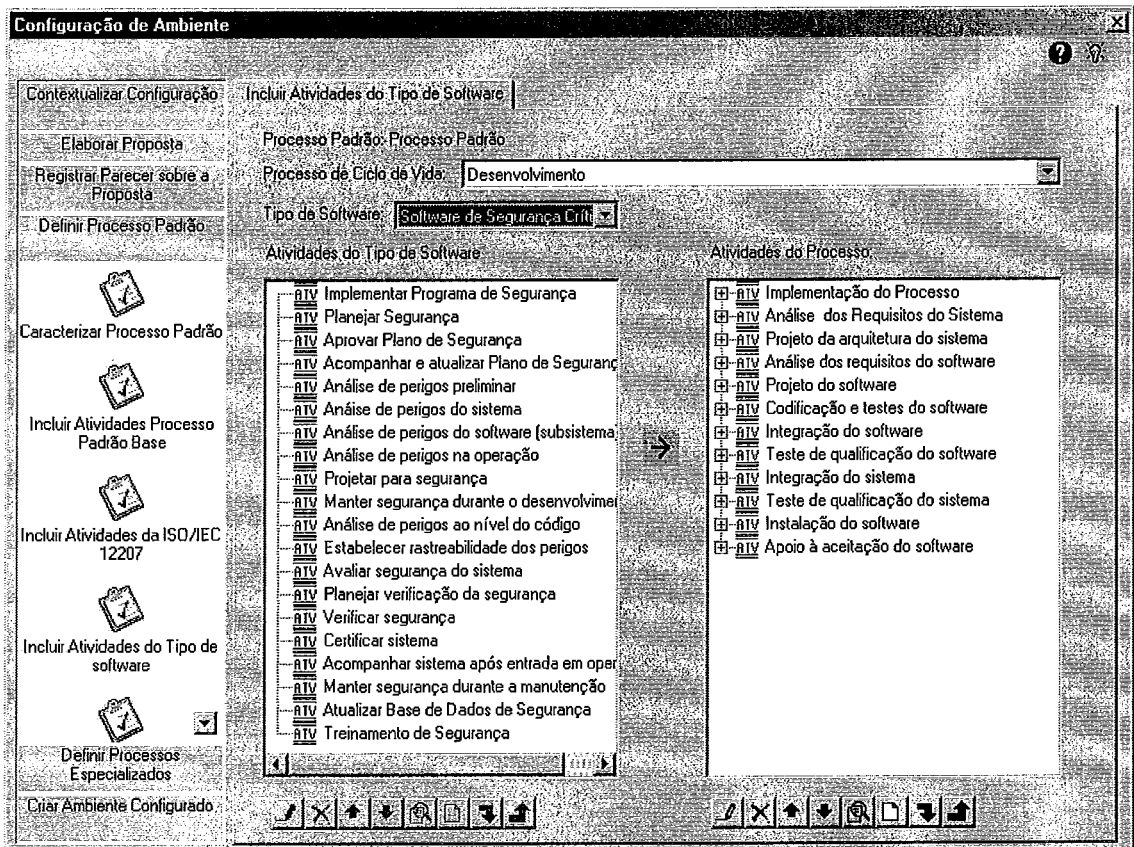 Configuração de Ambiente
Contextualizar Configuração
Elaborar Proposta
Registrar Parecer sobre a
Proposta
Definir Processo Padrão
Caracterizar Processo Padrão
Incluir Atividades Processo
Padrão Base
Incluir Atividades da ISO/IEC
12207
Incluir Atividades do Tipo de
software
Definir Processos
Especializados
Criar Ambiente Configurado
Incluir Atividades do Tipo de Software
Processo Padrão: Processo Padrão
Processo de Ciclo de Vida: Desenvolvimento
Tipo de Software: Software de Segurança Críti
Atividades do Tipo de Software
ATV Implementar Programa de Segurança
ATV Planejar Segurança
ATV Aprovar Plano de Segurança
ATV Acompanhar e atualizar Plano de Seguranç
ATV Análise de perigos preliminar
ATV Anáise de perigos do sistema
ATV Análise de perigos do software (subsistema
ATV Análise de perigos na operação
ATV Projetar para segurança
ATV Manter segurança durante o desenvolvimen
ATV Análise de perigos ao nível do código
ATV Estabelecer rastreabilidade dos perigos
ATV Avaliar segurança do sistema
ATV Planejar verificação da segurança
ATV Verificar segurança
ATV Certificar sistema
ATV Acompanhar sistema após entrada em oper
ATV Manter segurança durante a manutenção
ATV Atualizar Base de Dados de Segurança
ATV Treinamento de Segurança
Atividades do Processo:
ATV Implementação do Processo
ATV Análise dos Requisitos do Sistema
ATV Projeto da arquitetura do sistema
ATV Análise dos requisitos do software
ATV Projeto do software
ATV Codificação e testes do software
ATV Integração do software
ATV Teste de qualificação do software
ATV Integração do sistema
ATV Teste de qualificação do sistema
ATV Instalação do software
ATV Apoio à aceitação do software